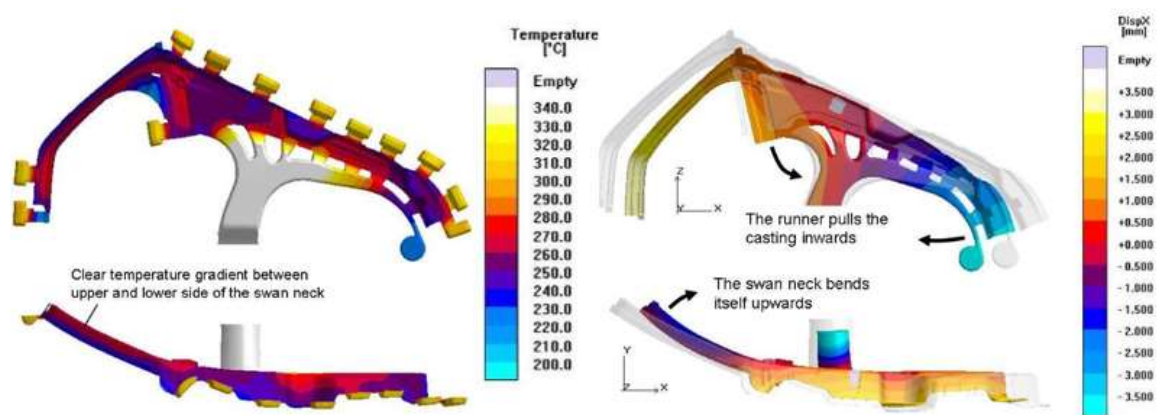 Temperature
[°C]
Empty
340.0
330.0
320.0
310.0
300.0
290.0
280.0
270.0
260.0
250.0
240.0
230.0
220.0
210.0
200.0
Clear temperature gradient between
upper and lower side of the swan neck
DispX
[mm]
Empty
+3.500
+3.000
+2.500
+2.000
+1.500
+1.000
+0.500
+0.000
-0.500
-1.000
-1.500
-2.000
-2.500
-3.000
-3.500
Z
Y
X
The runner pulls the
casting inwards
The swan neck bends
itself upwards
Y
Z
X